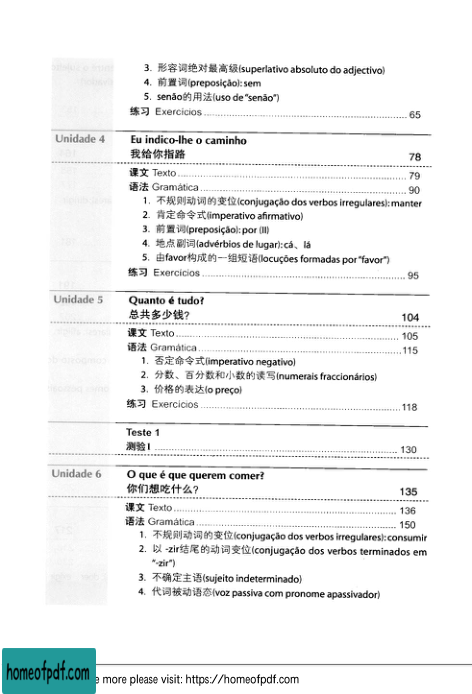 3. 形容词绝对最高级(superlativo absoluto do adjectivo)
4. 前置词(preposição): sem
5. senão的用法(uso de "senão")
练习 Exercícios ........ 65
Unidade 4 Eu indico-lhe o caminho
我给你指路 78
课文 Texto ........ 79
语法 Gramática ........ 90
1. 不规则动词的变位(conjugação dos verbos irregulares): manter
2. 肯定命令式(imperativo afirmativo)
3. 前置词(preposição): por (II)
4. 地点副词(advérbios de lugar): cá、lá
5. 由favor构成的一组短语(locuções formadas por "favor")
练习 Exercícios ........ 95
Unidade 5 Quanto é tudo?
总共多少钱? 104
课文 Texto ........ 105
语法 Gramática ........ 115
1. 否定命令式(imperativo negativo)
2. 分数、百分数和小数的读写(numerais fraccionários)
3. 价格的表达(o preço)
练习 Exercícios ........ 118
Teste 1
测验 I ........ 130
Unidade 6 O que é que querem comer?
你们想吃什么? 135
课文 Texto ........ 136
语法 Gramática ........ 150
1. 不规则动词的变位(conjugação dos verbos irregulares): consumir
2. 以 -zir结尾的动词变位(conjugação dos verbos terminados em
"-zir")
3. 不确定主语(sujeito indeterminado)
4. 代词被动语态(voz passiva com pronome apassivador)
homeofpdf.com
e more please visit: https://homeofpdf.com